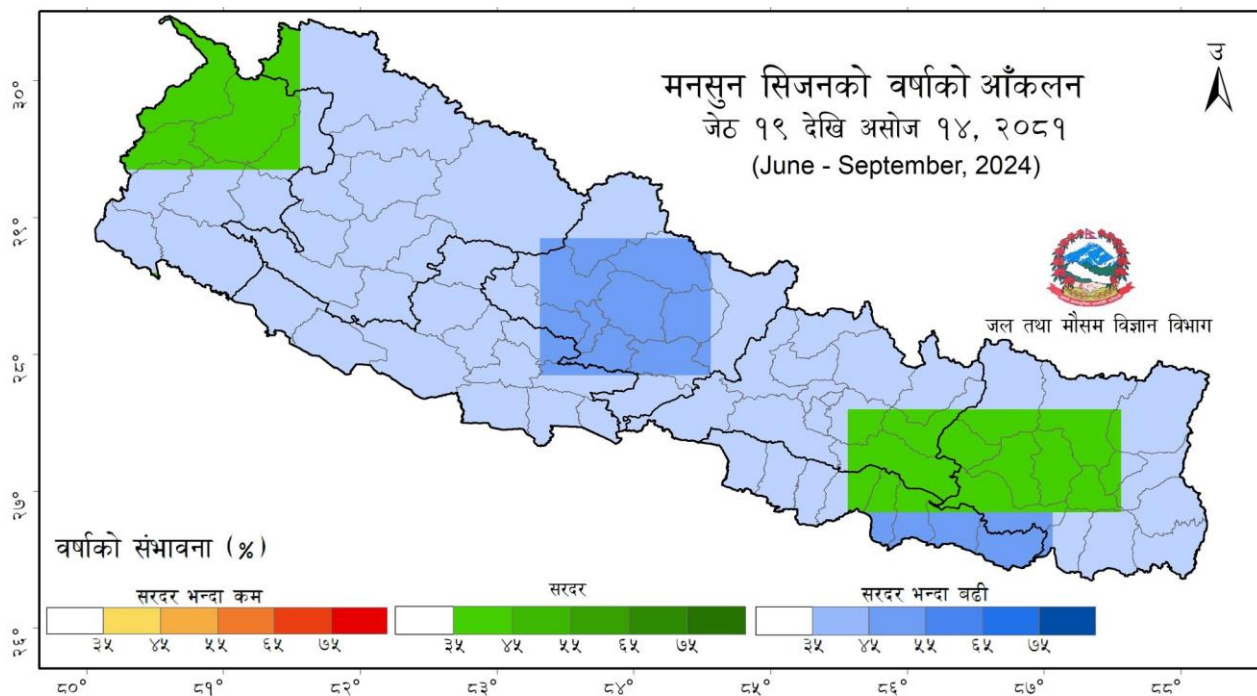 मनसुन सिजनको वर्षाको आँकलन
जेठ १९ देखि असोज १४, २०८१
(June - September, 2024)
उ
जल तथा मौसम विज्ञान विभाग
३०°
२९°
२८°
२७°
२६°
वर्षाको संभावना (%)
सरदर भन्दा कम
सरदर
सरदर भन्दा बढी
३५ ४५ ५५ ६५ ७५
३५ ४५ ५५ ६५ ७५
३५ ४५ ५५ ६५ ७५
८०° ८१° ८२° ८३° ८४° ८५° ८६° ८७° ८८°